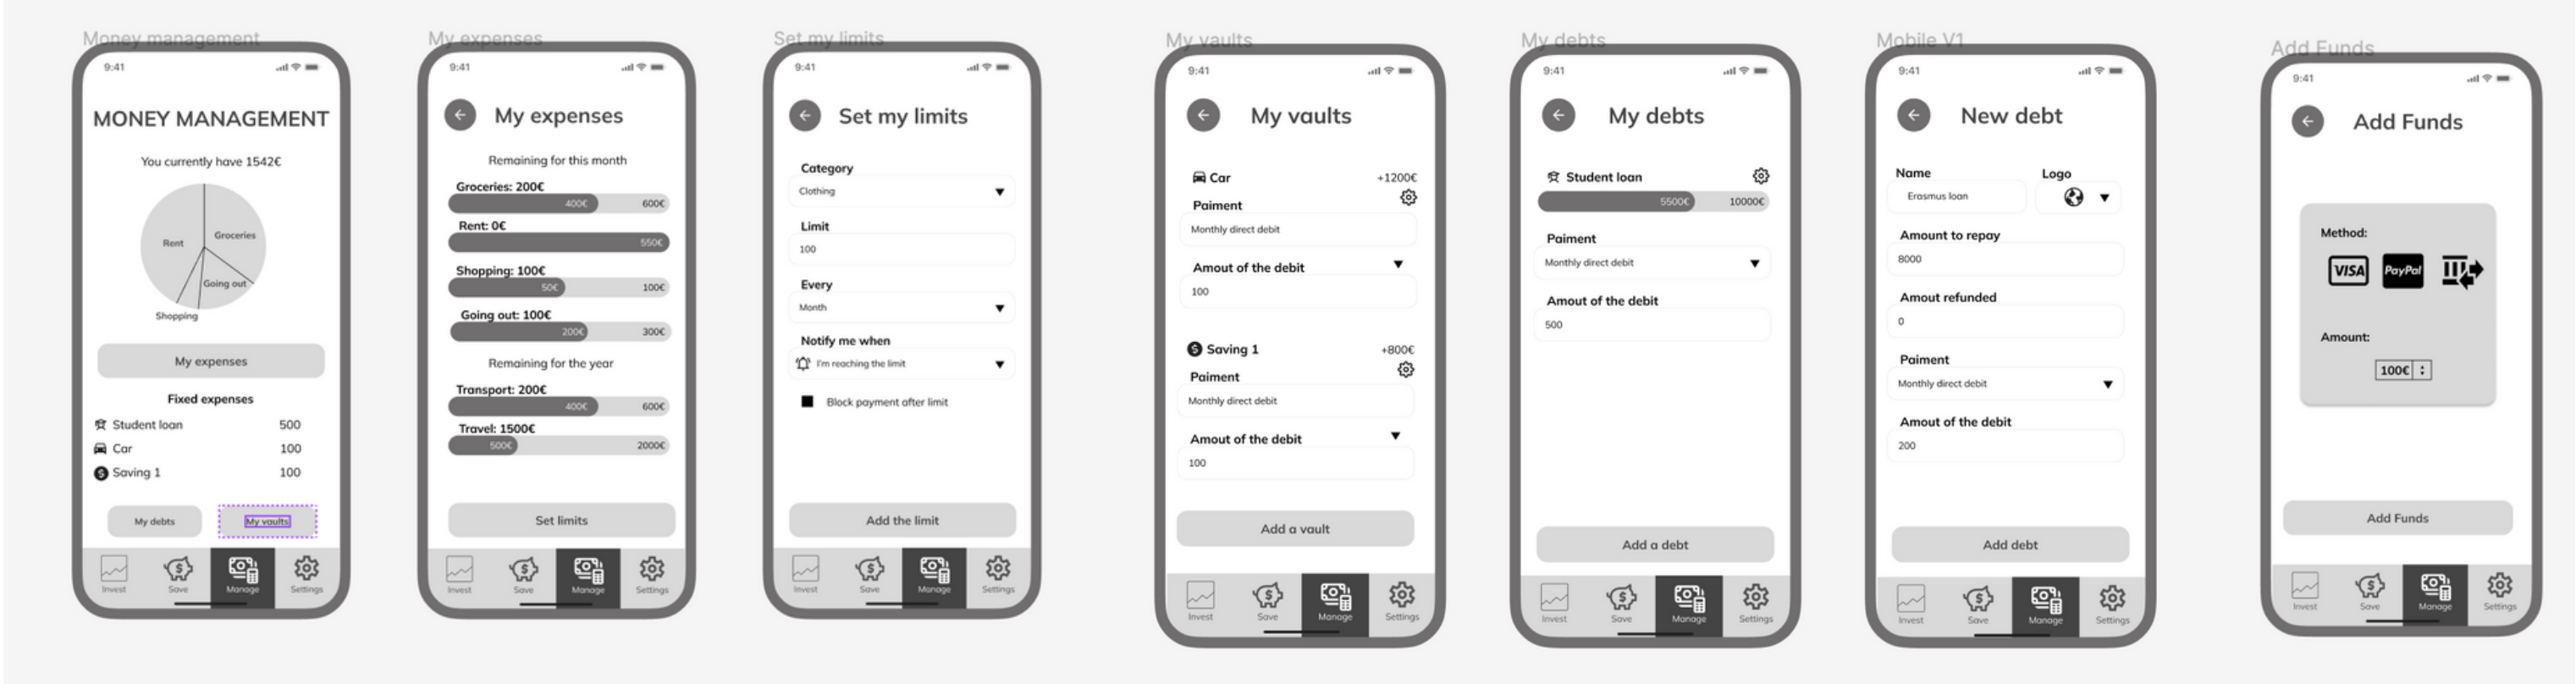 Money management
9:41
MONEY MANAGEMENT
You currently have 1542€
Rent
Groceries
Going out
Shopping
My expenses
Fixed expenses
Student loan 500
Car 100
Saving 1 100
My debts My vaults
Invest Save Manage Settings
My expenses
9:41
My expenses
Remaining for this month
Groceries: 200€
400€ 600€
Rent: 0€
550€
Shopping: 100€
50€ 100€
Going out: 100€
200€ 300€
Remaining for the year
Transport: 200€
400€ 600€
Travel: 1500€
500€ 2000€
Set limits
Invest Save Manage Settings
Set my limits
9:41
Set my limits
Category
Clothing
Limit
100
Every
Month
Notify me when
I'm reaching the limit
Block payment after limit
Add the limit
Invest Save Manage Settings
My vaults
9:41
My vaults
Car +1200€
Paiment
Monthly direct debit
Amout of the debit
100
Saving 1 +800€
Paiment
Monthly direct debit
Amout of the debit
100
Add a vault
Invest Save Manage Settings
My debts
9:41
My debts
Student loan
5500€ 10000€
Paiment
Monthly direct debit
Amout of the debit
500
Add a debt
Invest Save Manage Settings
Mobile V1
9:41
New debt
Name Logo
Erasmus loan
Amount to repay
8000
Amout refunded
0
Paiment
Monthly direct debit
Amout of the debit
200
Add debt
Invest Save Manage Settings
Add Funds
9:41
Add Funds
Method:
VISA PayPal
Amount:
100€
Add Funds
Invest Save Manage Settings